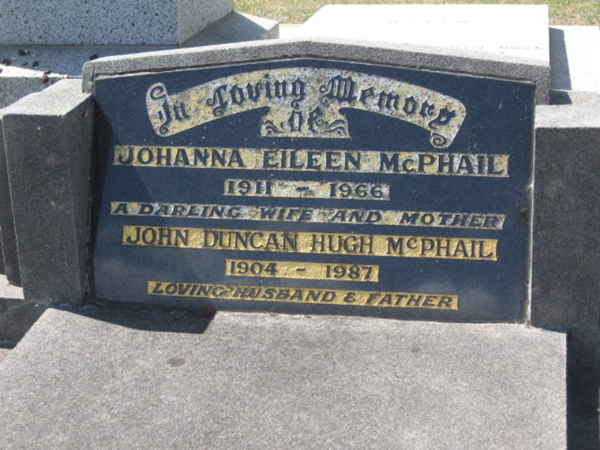 In Loving Memory
of
JOHANNA EILEEN McPHAIL
1911 - 1966
A DARLING WIFE AND MOTHER
JOHN DUNCAN HUGH McPHAIL
1904 - 1987
LOVING HUSBAND & FATHER